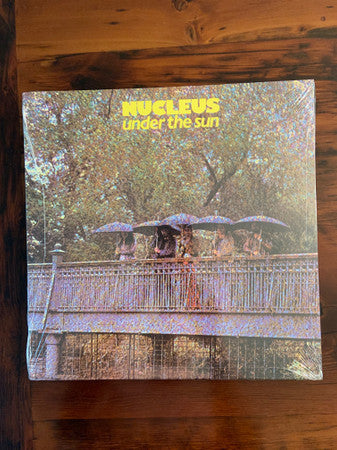 NUCLEUS
under the sun